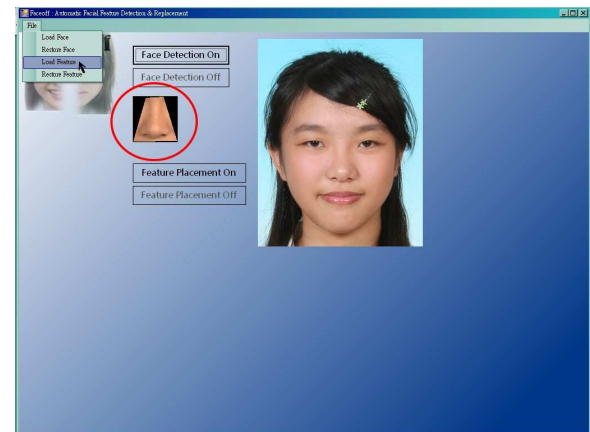 Faceoff : Automatic Facial Feature Detection & Replacement
File
Load Face
Restore Face
Load Feature
Restore Feature
Face Detection On
Face Detection Off
Feature Placement On
Feature Placement Off